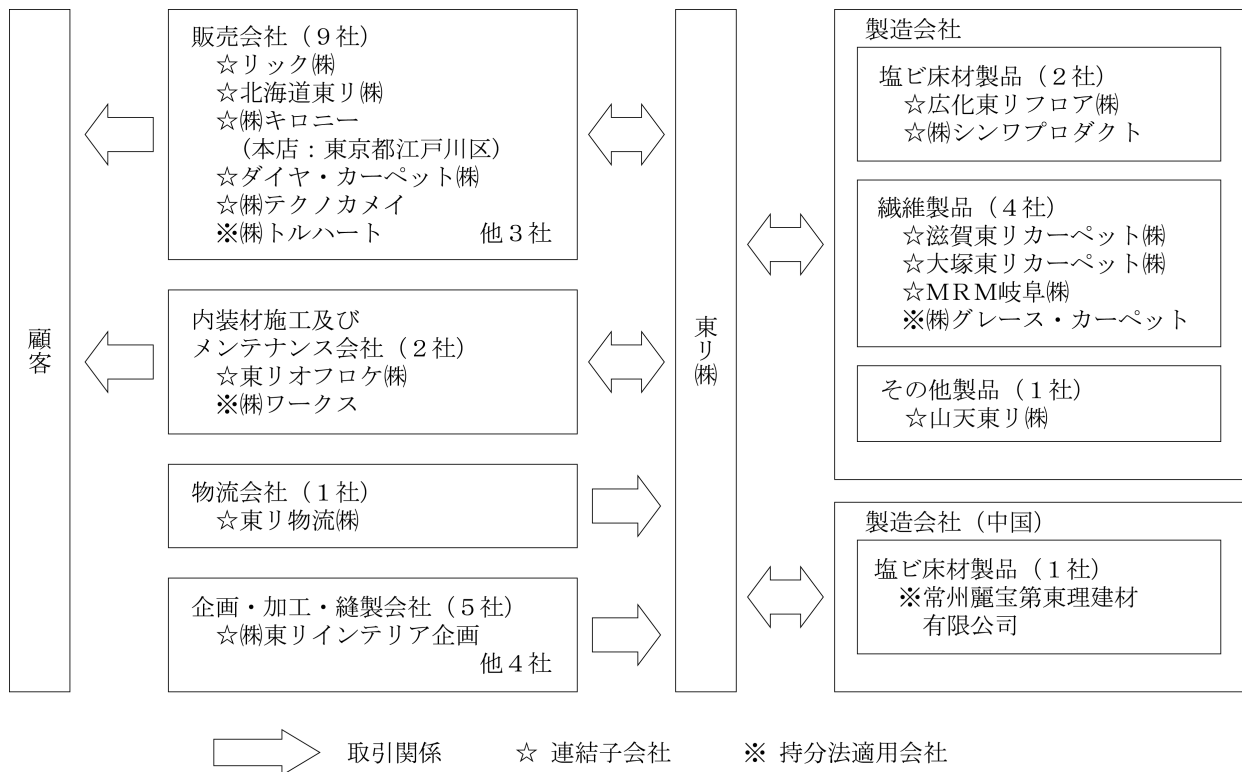 顧客
販売会社（９社）
☆リック㈱
☆北海道東リ㈱
☆㈱キロニー
（本店：東京都江戸川区）
☆ダイヤ・カーペット㈱
☆㈱テクノカメイ
※㈱トルハート　他３社
内装材施工及び
メンテナンス会社（２社）
☆東リオフロケ㈱
※㈱ワークス
物流会社（１社）
☆東リ物流㈱
企画・加工・縫製会社（５社）
☆㈱東リインテリア企画
他４社
東リ㈱
製造会社
塩ビ床材製品（２社）
☆広化東リフロア㈱
☆㈱シンワプロダクト
繊維製品（４社）
☆滋賀東リカーペット㈱
☆大塚東リカーペット㈱
☆ＭＲＭ岐阜㈱
※㈱グレース・カーペット
その他製品（１社）
☆山天東リ㈱
製造会社（中国）
塩ビ床材製品（１社）
※常州麗宝第東理建材
有限公司
取引関係　☆ 連結子会社　※ 持分法適用会社